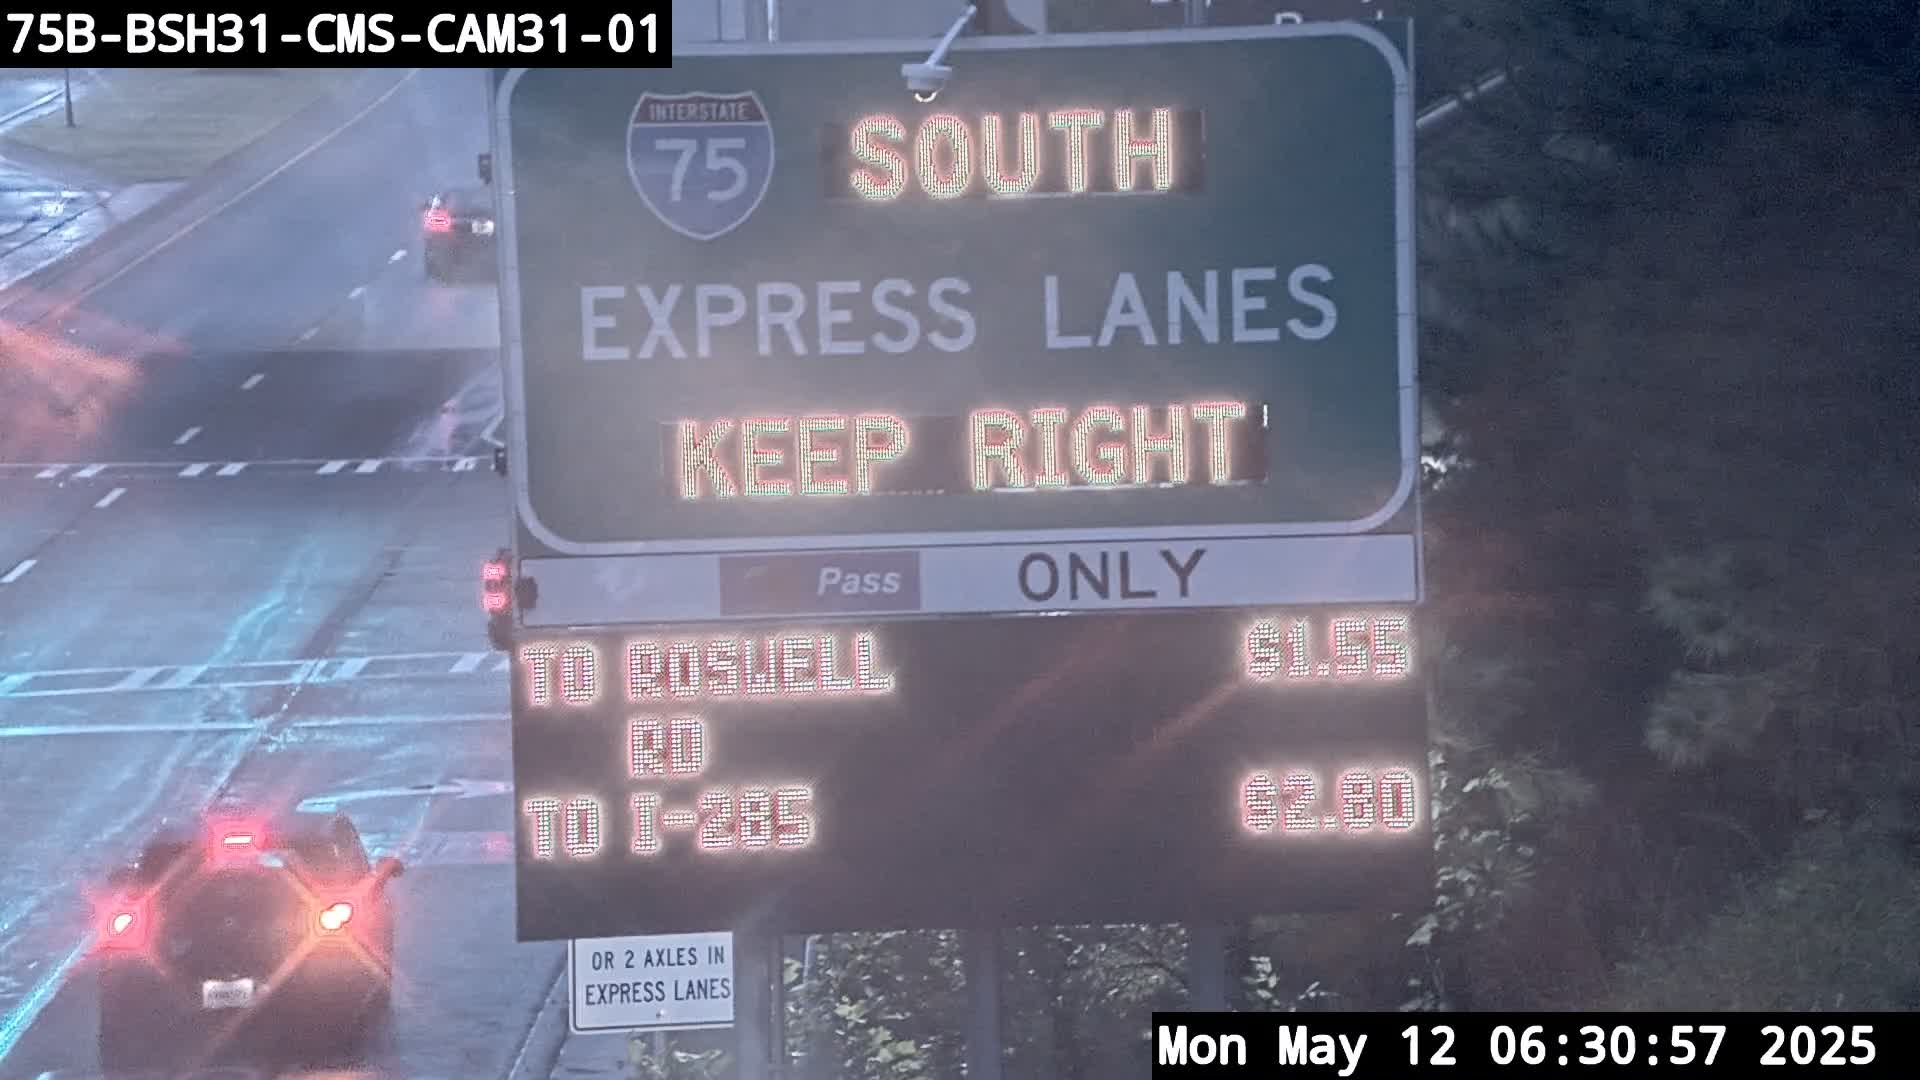 75B-BSH31-CMS-CAM31-01
INTERSTATE
75
SOUTH
EXPRESS LANES
KEEP RIGHT
Pass ONLY
TO ROSWELL $1.55
RD
TO I-285 $2.80
OR 2 AXLES IN
EXPRESS LANES
Mon May 12 06:30:57 2025